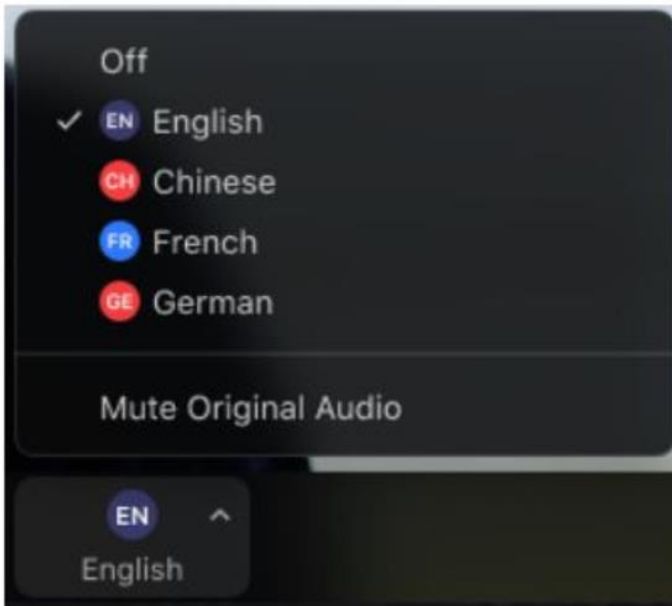 Off
EN English
CH Chinese
FR French
GE German
Mute Original Audio
EN
English